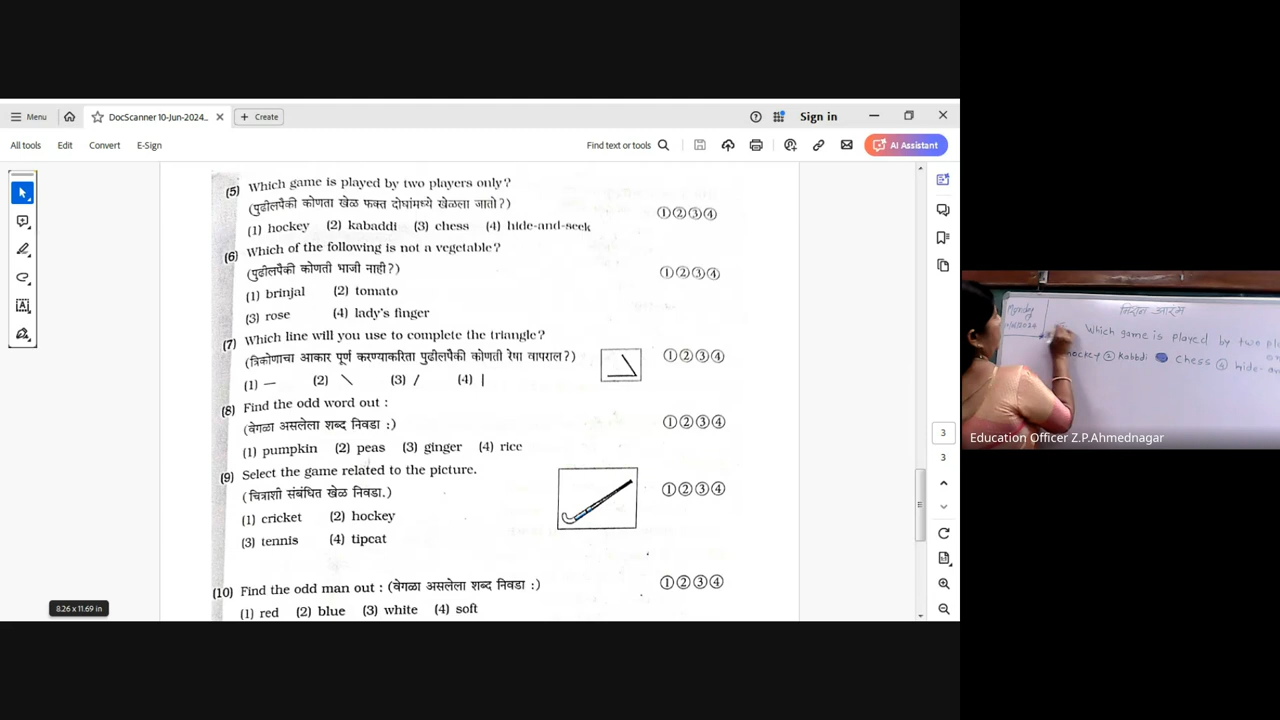 Menu
DocScanner 10-Jun-2024...
Create
Sign in
All tools
Edit
Convert
E-Sign
Find text or tools
AI Assistant
(5) Which game is played by two players only?
(पुढीलपैकी कोणता खेळ फक्त दोघांमध्ये खेळला जातो?)
(1) hockey (2) kabaddi (3) chess (4) hide-and-seek
①②③④
(6) Which of the following is not a vegetable?
(पुढीलपैकी कोणती भाजी नाही?)
①②③④
(1) brinjal (2) tomato
(3) rose (4) lady's finger
(7) Which line will you use to complete the triangle?
(त्रिकोणाचा आकार पूर्ण करण्याकरिता पुढीलपैकी कोणती रेषा वापराल?)
①②③④
(1) — (2) \ (3) / (4) |
(8) Find the odd word out :
(वेगळा असलेला शब्द निवडा :)
①②③④
(1) pumpkin (2) peas (3) ginger (4) rice
(9) Select the game related to the picture.
(चित्राशी संबंधित खेळ निवडा.)
①②③④
(1) cricket (2) hockey
(3) tennis (4) tipcat
(10) Find the odd man out : (वेगळा असलेला शब्द निवडा :)
①②③④
(1) red (2) blue (3) white (4) soft
8.26 x 11.69 in
3
3
Monday
Which game is played by two
② Kabbdi Chess ④ hide-
Education Officer Z.P.Ahmednagar